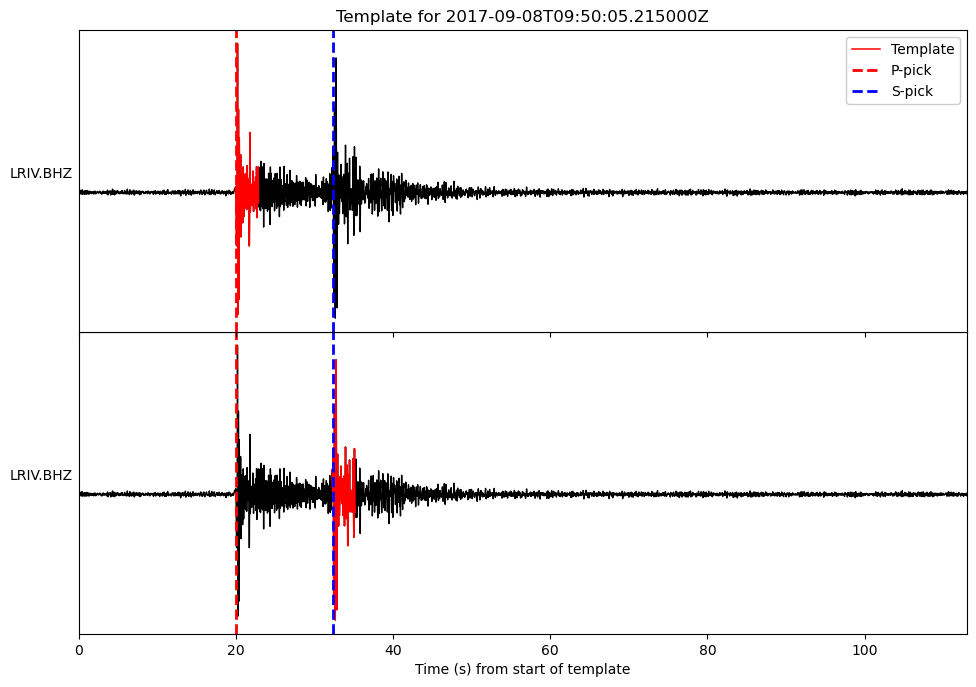 Template for 2017-09-08T09:50:05.215000Z
Template
P-pick
S-pick
LRIV.BHZ
LRIV.BHZ
0 20 40 60 80 100
Time (s) from start of template